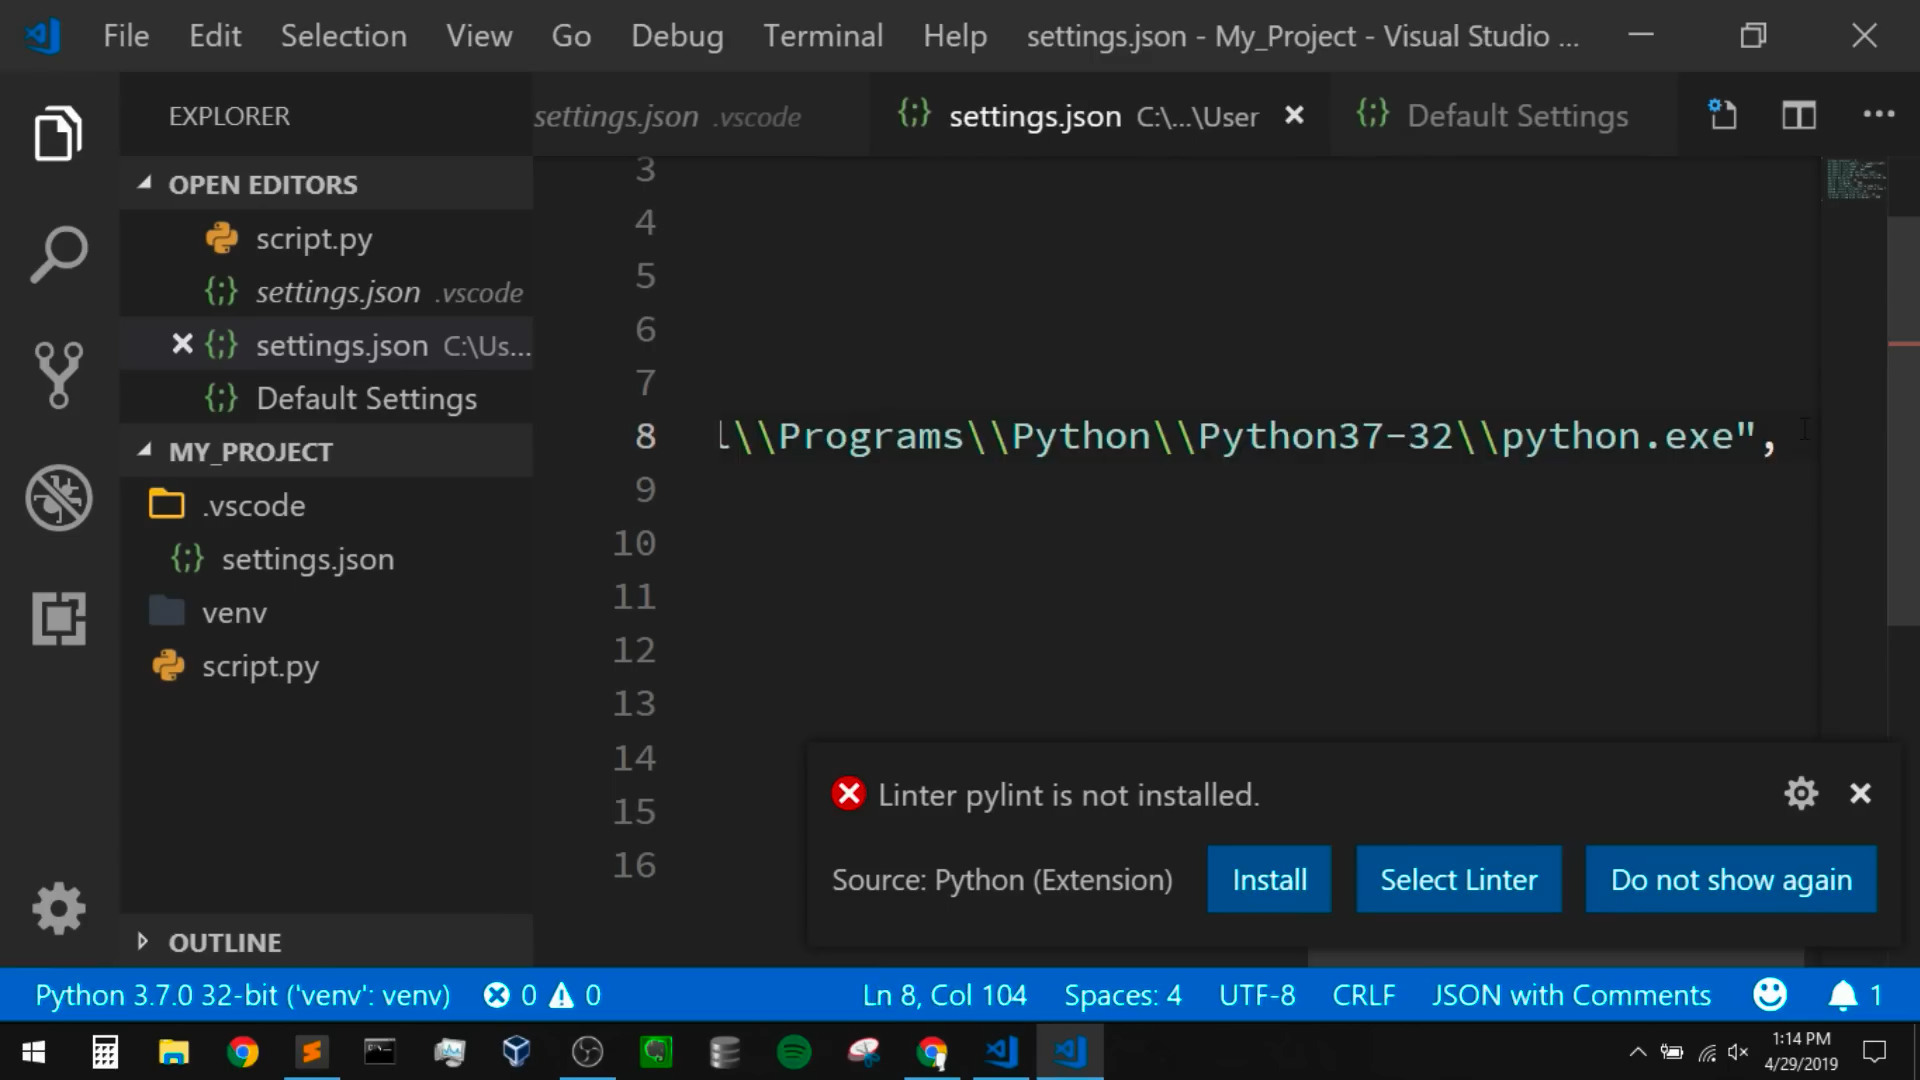 File Edit Selection View Go Debug Terminal Help settings.json - My_Project - Visual Studio ...
EXPLORER
settings.json .vscode
settings.json C:\...\User
Default Settings
OPEN EDITORS
script.py
settings.json .vscode
settings.json C:\Us...
Default Settings
MY_PROJECT
.vscode
settings.json
venv
script.py
OUTLINE
3
4
5
6
7
8 l\\Programs\\Python\\Python37-32\\python.exe",
9
10
11
12
13
14
15
16
Linter pylint is not installed.
Source: Python (Extension) Install Select Linter Do not show again
Python 3.7.0 32-bit ('venv': venv) 0 0 Ln 8, Col 104 Spaces: 4 UTF-8 CRLF JSON with Comments 1
1:14 PM
4/29/2019